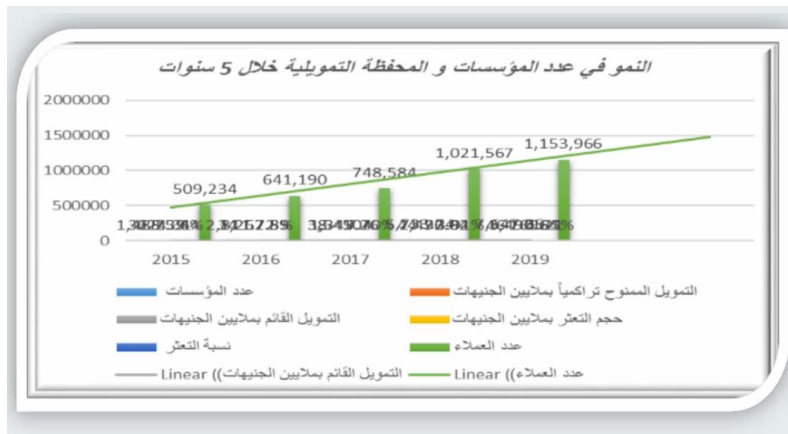 النمو في عدد المؤسسات و المحفظة التمويلية خلال 5 سنوات
2000000
1500000
1000000
500000
0
509,234
641,190
748,584
1,021,567
1,153,966
2015 2016 2017 2018 2019
عدد المؤسسات التمويل الممنوح تراكمياً بملايين الجنيهات
التمويل القائم بملايين الجنيهات حجم التعثر بملايين الجنيهات
نسبة التعثر عدد العملاء
Linear ((التمويل القائم بملايين الجنيهات Linear ((عدد العملاء